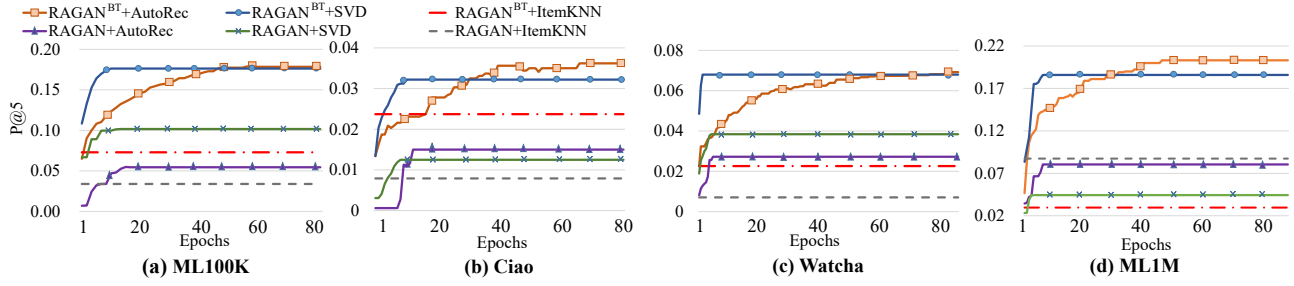 RAGAN^BT+AutoRec RAGAN^BT+SVD RAGAN^BT+ItemKNN
RAGAN+AutoRec RAGAN+SVD RAGAN+ItemKNN
P@5
0.20
0.15
0.10
0.05
0.00
1 20 40 60 80
Epochs
(a) ML100K
0.04
0.03
0.02
0.01
0
1 20 40 60 80
Epochs
(b) Ciao
0.08
0.06
0.04
0.02
0
1 20 40 60 80
Epochs
(c) Watcha
0.22
0.17
0.12
0.07
0.02
1 20 40 60 80
Epochs
(d) ML1M